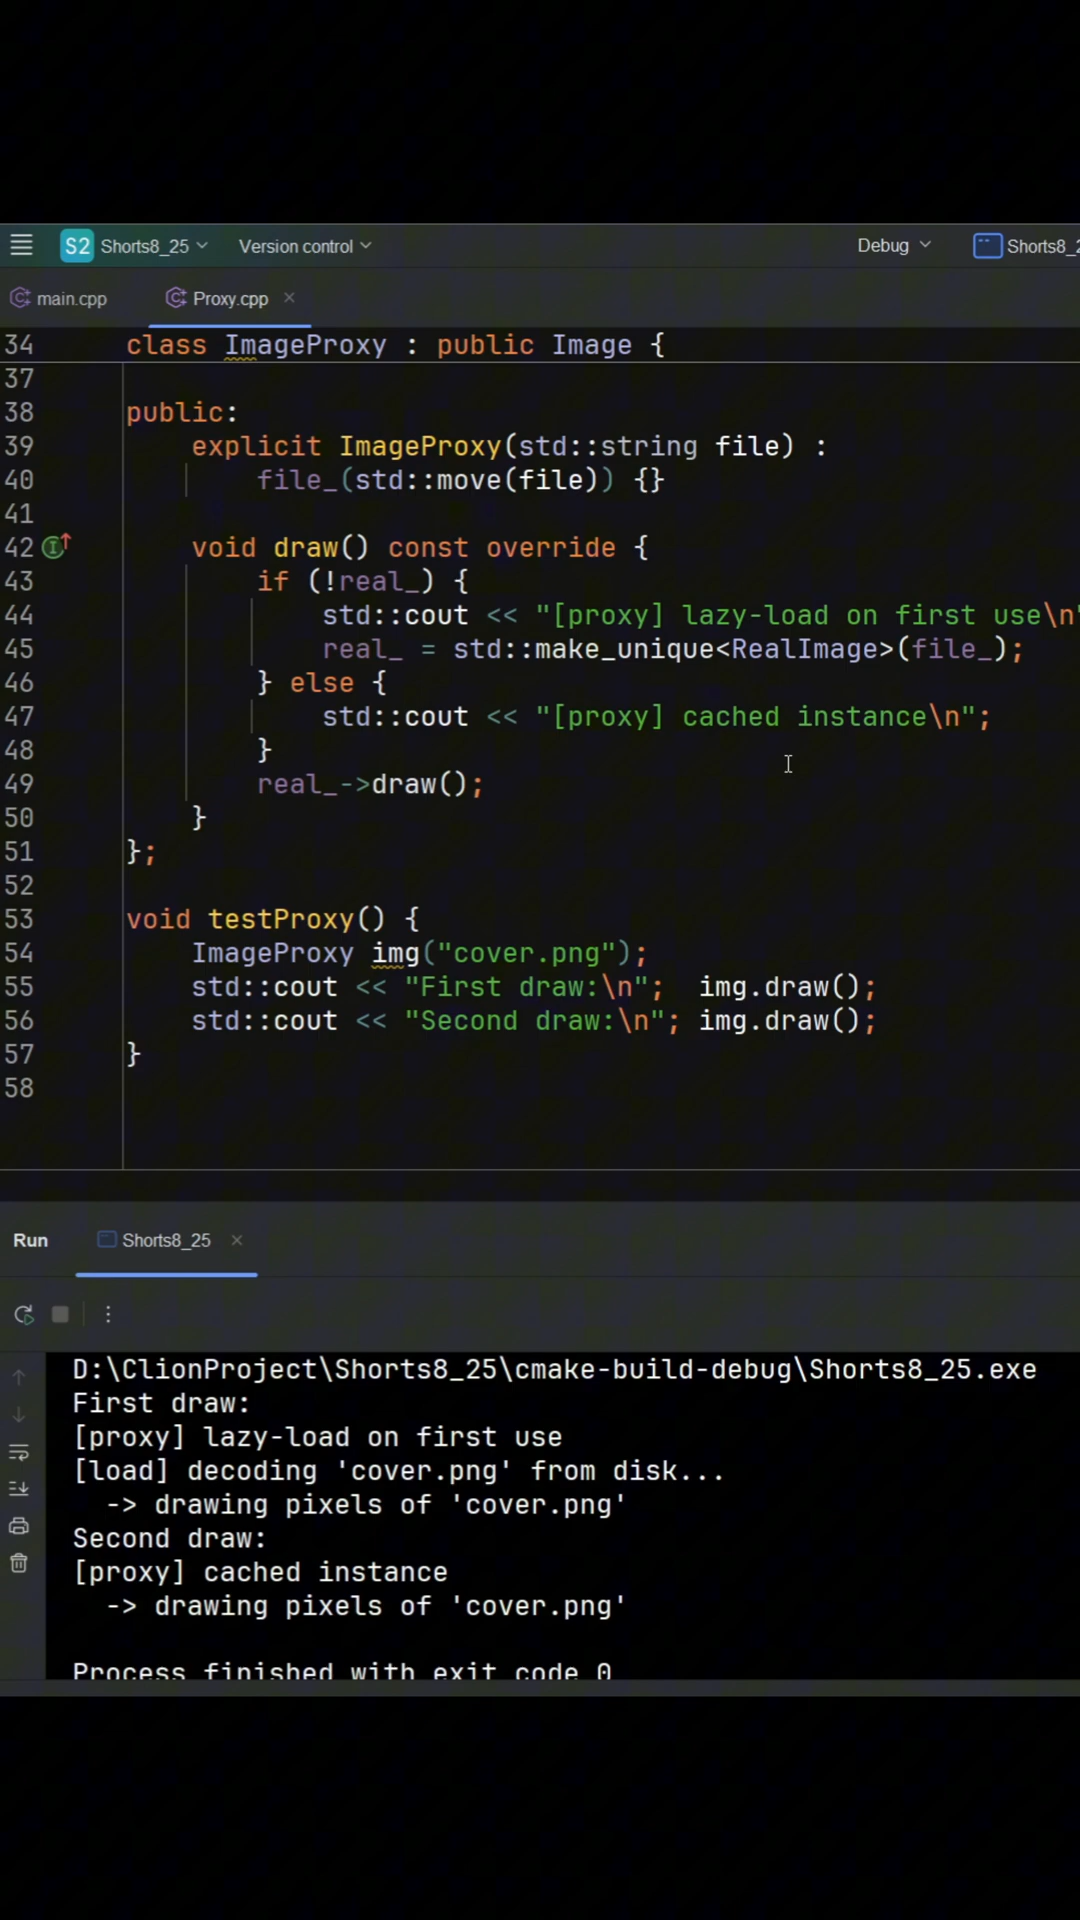 S2 Shorts8_25 Version control Debug Shorts8_2
main.cpp Proxy.cpp
34 class ImageProxy : public Image {
37
38 public:
39 explicit ImageProxy(std::string file) :
40 file_(std::move(file)) {}
41
42 void draw() const override {
43 if (!real_) {
44 std::cout << "[proxy] lazy-load on first use\n"
45 real_ = std::make_unique<RealImage>(file_);
46 } else {
47 std::cout << "[proxy] cached instance\n";
48 }
49 real_->draw();
50 }
51 };
52
53 void testProxy() {
54 ImageProxy img("cover.png");
55 std::cout << "First draw:\n"; img.draw();
56 std::cout << "Second draw:\n"; img.draw();
57 }
58
Run Shorts8_25
D:\ClionProject\Shorts8_25\cmake-build-debug\Shorts8_25.exe
First draw:
[proxy] lazy-load on first use
[load] decoding 'cover.png' from disk...
-> drawing pixels of 'cover.png'
Second draw:
[proxy] cached instance
-> drawing pixels of 'cover.png'
Process finished with exit code 0